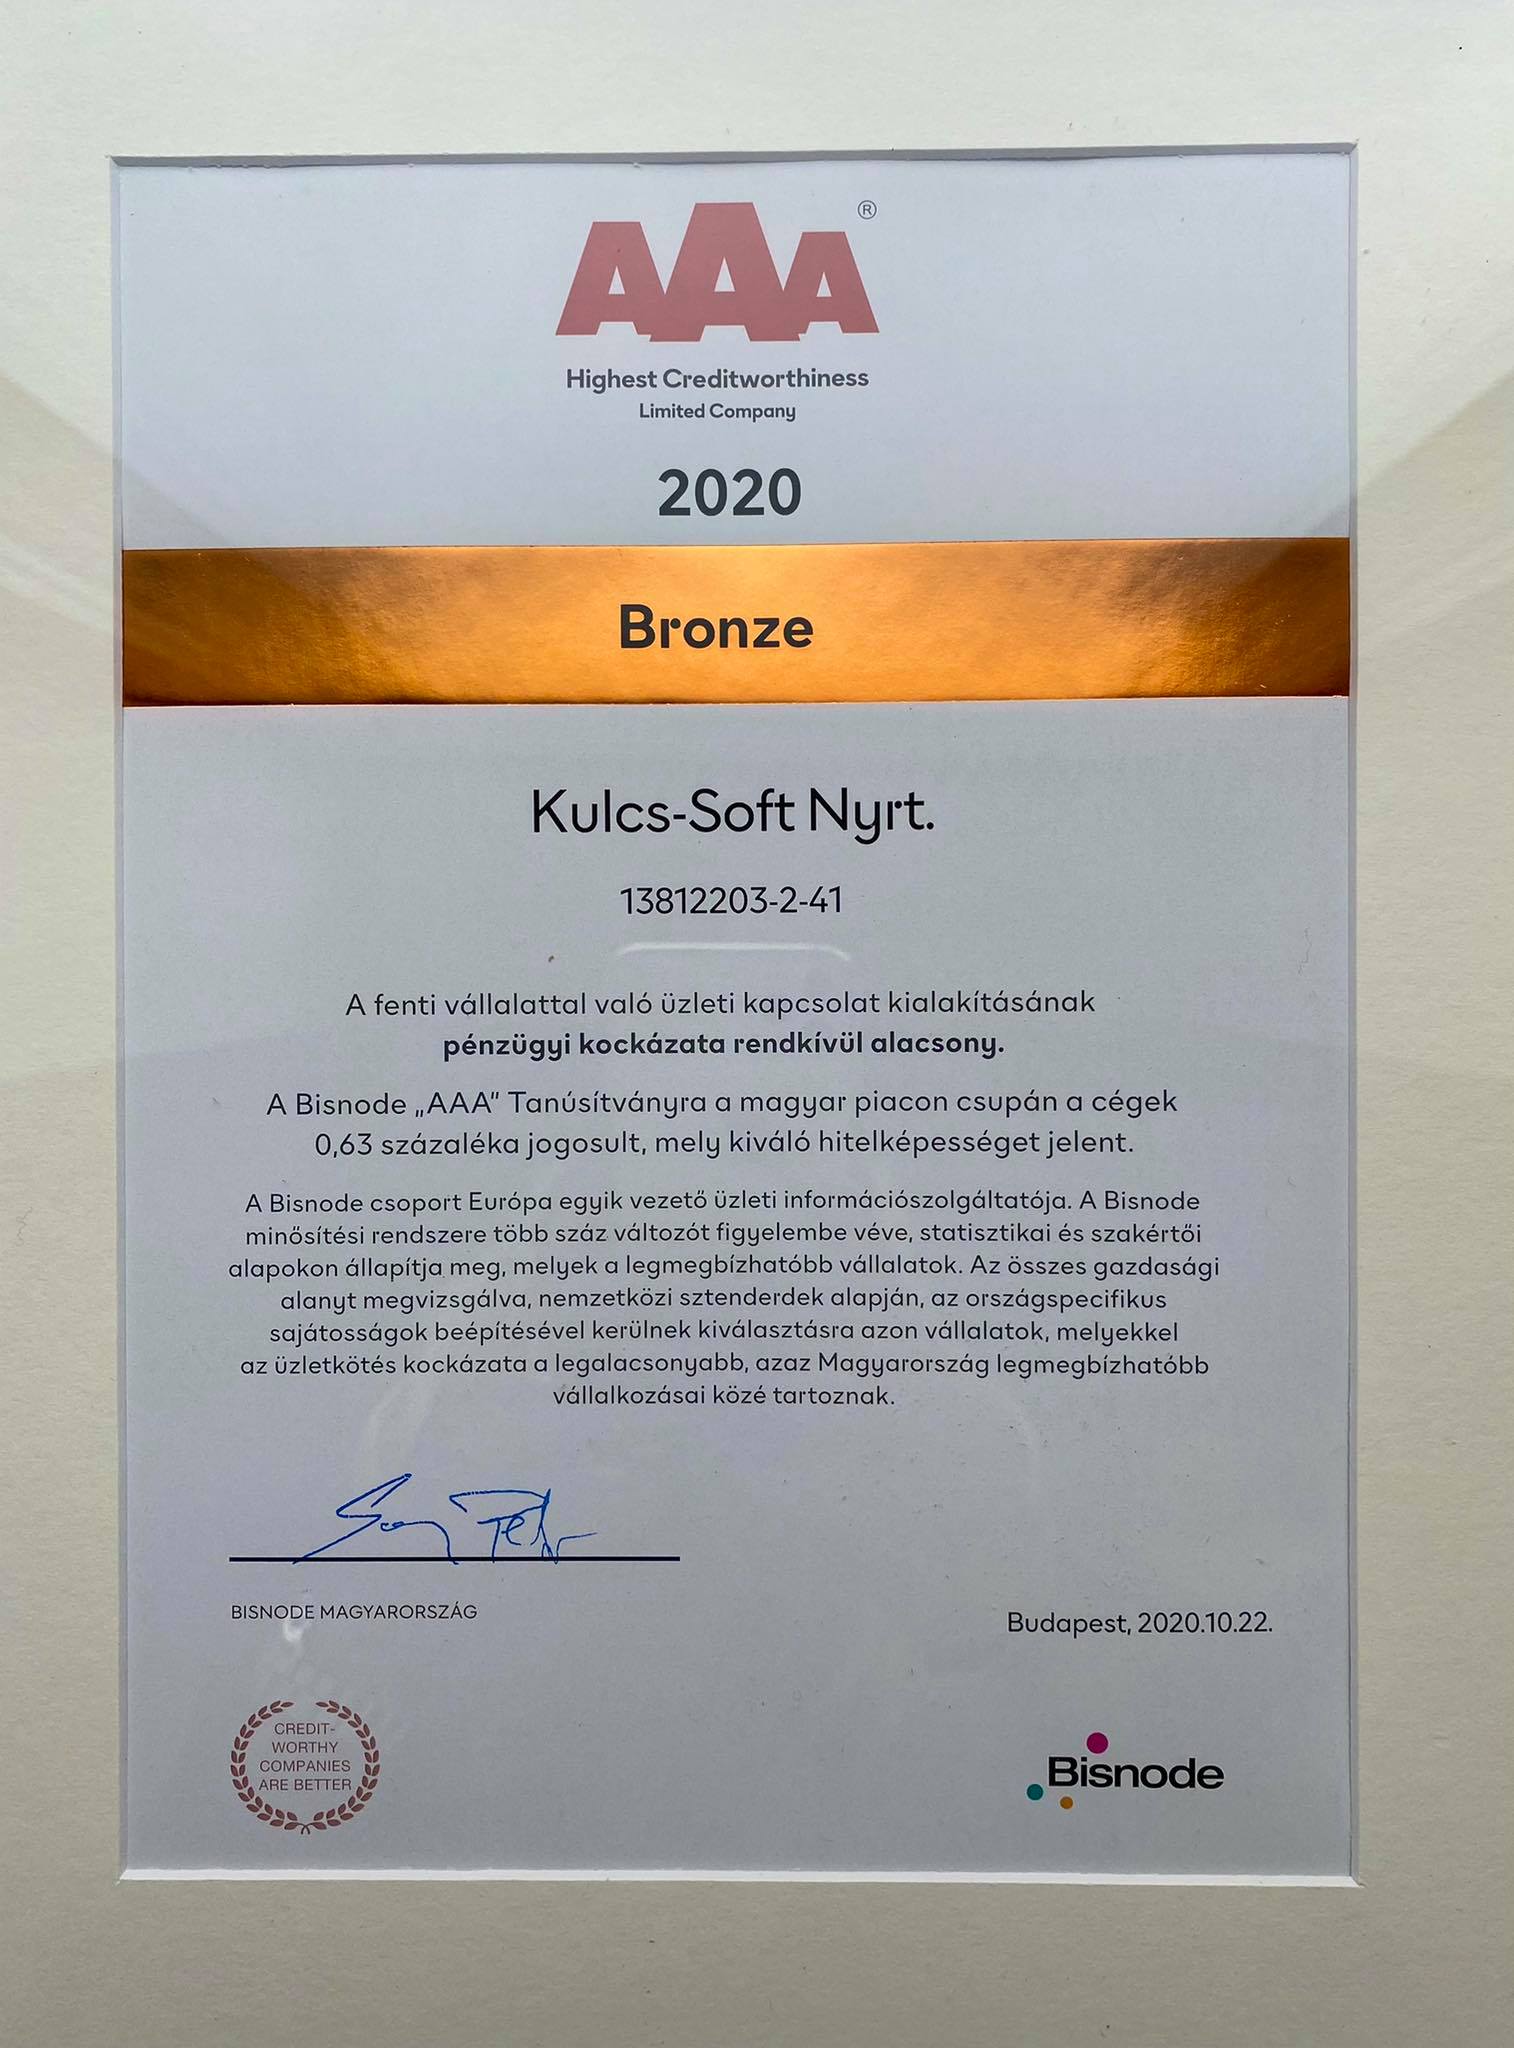 AAA®
Highest Creditworthiness
Limited Company
2020
Bronze
Kulcs-Soft Nyrt.
13812203-2-41
A fenti vállalattal való üzleti kapcsolat kialakításának
pénzügyi kockázata rendkívül alacsony.
A Bisnode „AAA” Tanúsítványra a magyar piacon csupán a cégek
0,63 százaléka jogosult, mely kiváló hitelképességet jelent.
A Bisnode csoport Európa egyik vezető üzleti információszolgáltatója. A Bisnode
minősítési rendszere több száz változót figyelembe véve, statisztikai és szakértői
alapokon állapítja meg, melyek a legmegbízhatóbb vállalatok. Az összes gazdasági
alanyt megvizsgálva, nemzetközi sztenderdek alapján, az országspecifikus
sajátosságok beépítésével kerülnek kiválasztásra azon vállalatok, melyekkel
az üzletkötés kockázata a legalacsonyabb, azaz Magyarország legmegbízhatóbb
vállalkozásai közé tartoznak.
BISNODE MAGYARORSZÁG
Budapest, 2020.10.22.
CREDIT-
WORTHY
COMPANIES
ARE BETTER
Bisnode